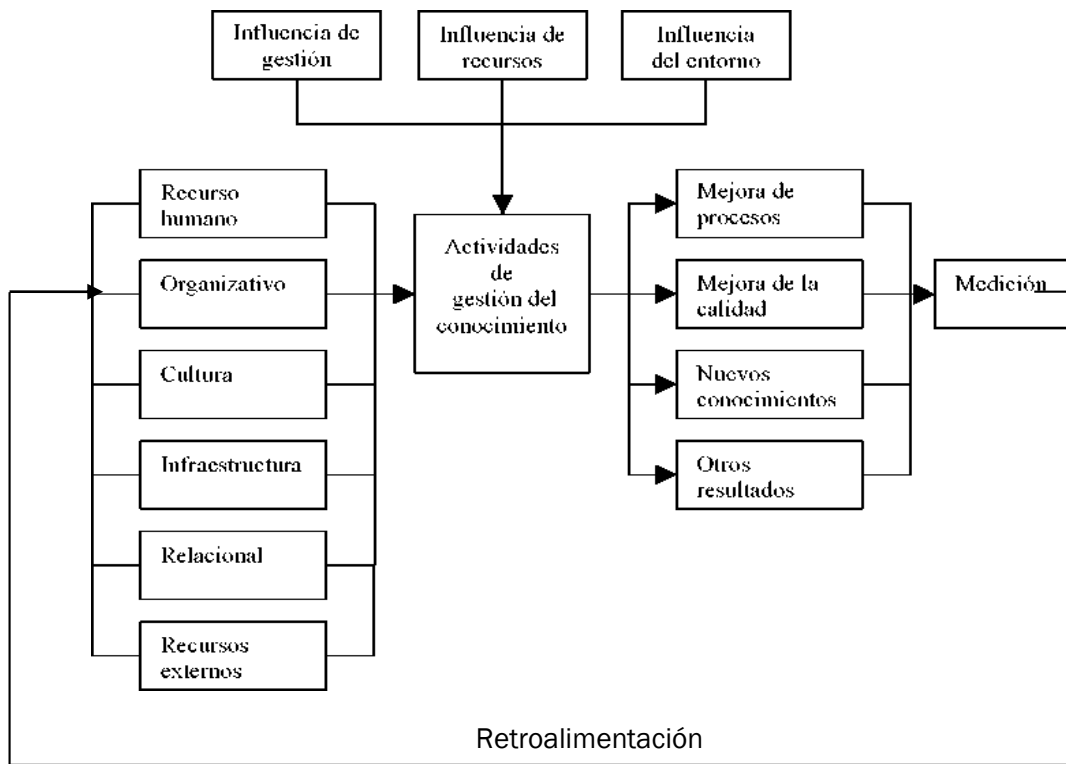 Influencia de
gestión
Influencia de
recursos
Influencia
del entorno
Recurso
humano
Organizativo
Cultura
Infraestructura
Relacional
Recursos
externos
Actividades
de
gestión del
conocimiento
Mejora de
procesos
Mejora de la
calidad
Nuevos
conocimientos
Otros
resultados
Medición
Retroalimentación